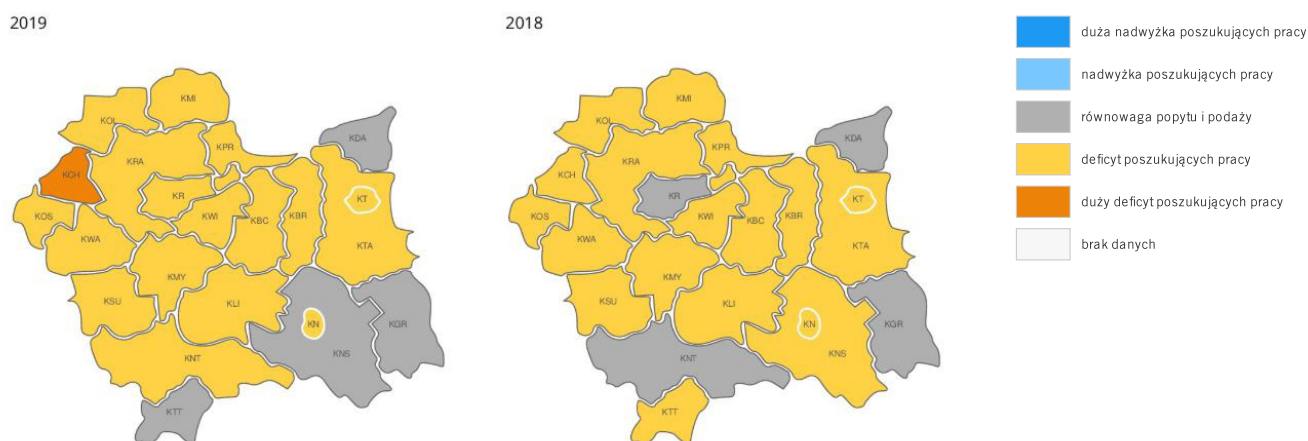 2019
KMI
KOL
KDA
KPR
KRA
KCH
KR
KT
KOS
KWI
KBC
KBR
KWA
KTA
KMY
KSU
KLI
KN
KGR
KNS
KNT
KTT
2018
KMI
KOL
KDA
KPR
KRA
KCH
KR
KT
KOS
KWI
KBC
KBR
KWA
KTA
KMY
KSU
KLI
KN
KGR
KNS
KNT
KTT
duża nadwyżka poszukujących pracy
nadwyżka poszukujących pracy
równowaga popytu i podaży
deficyt poszukujących pracy
duży deficyt poszukujących pracy
brak danych